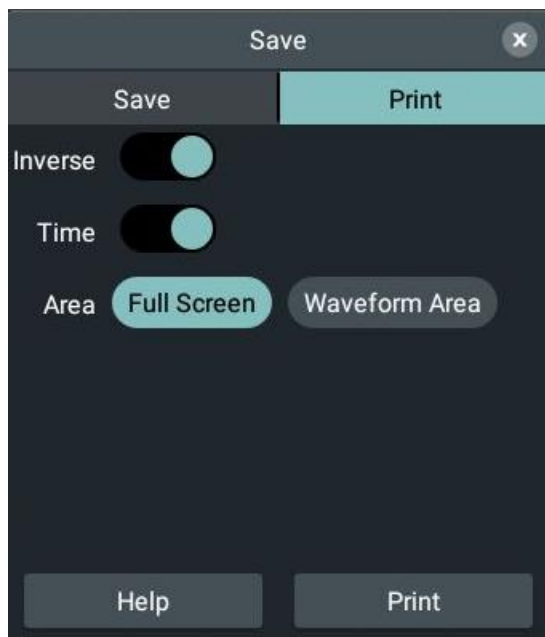 Save
Save Print
Inverse
Time
Area Full Screen Waveform Area
Help Print